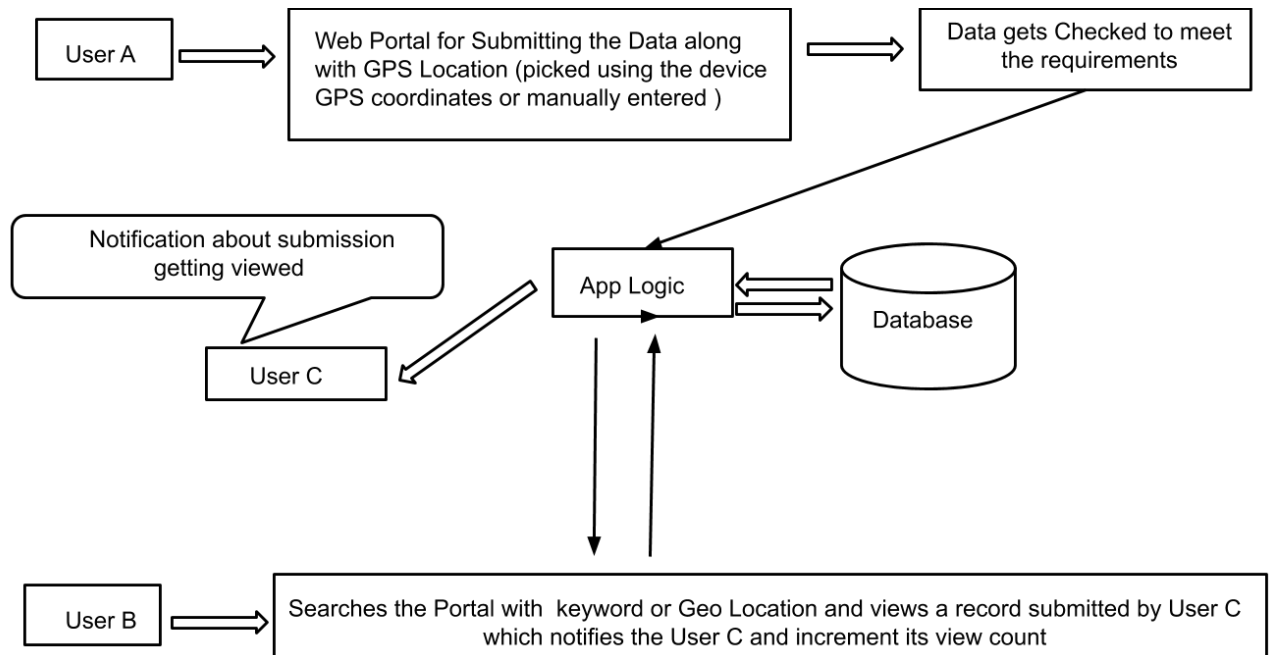 User A
Web Portal for Submitting the Data along
with GPS Location (picked using the device
GPS coordinates or manually entered )
Data gets Checked to meet
the requirements
Notification about submission
getting viewed
App Logic
Database
User C
User B
Searches the Portal with keyword or Geo Location and views a record submitted by User C
which notifies the User C and increment its view count